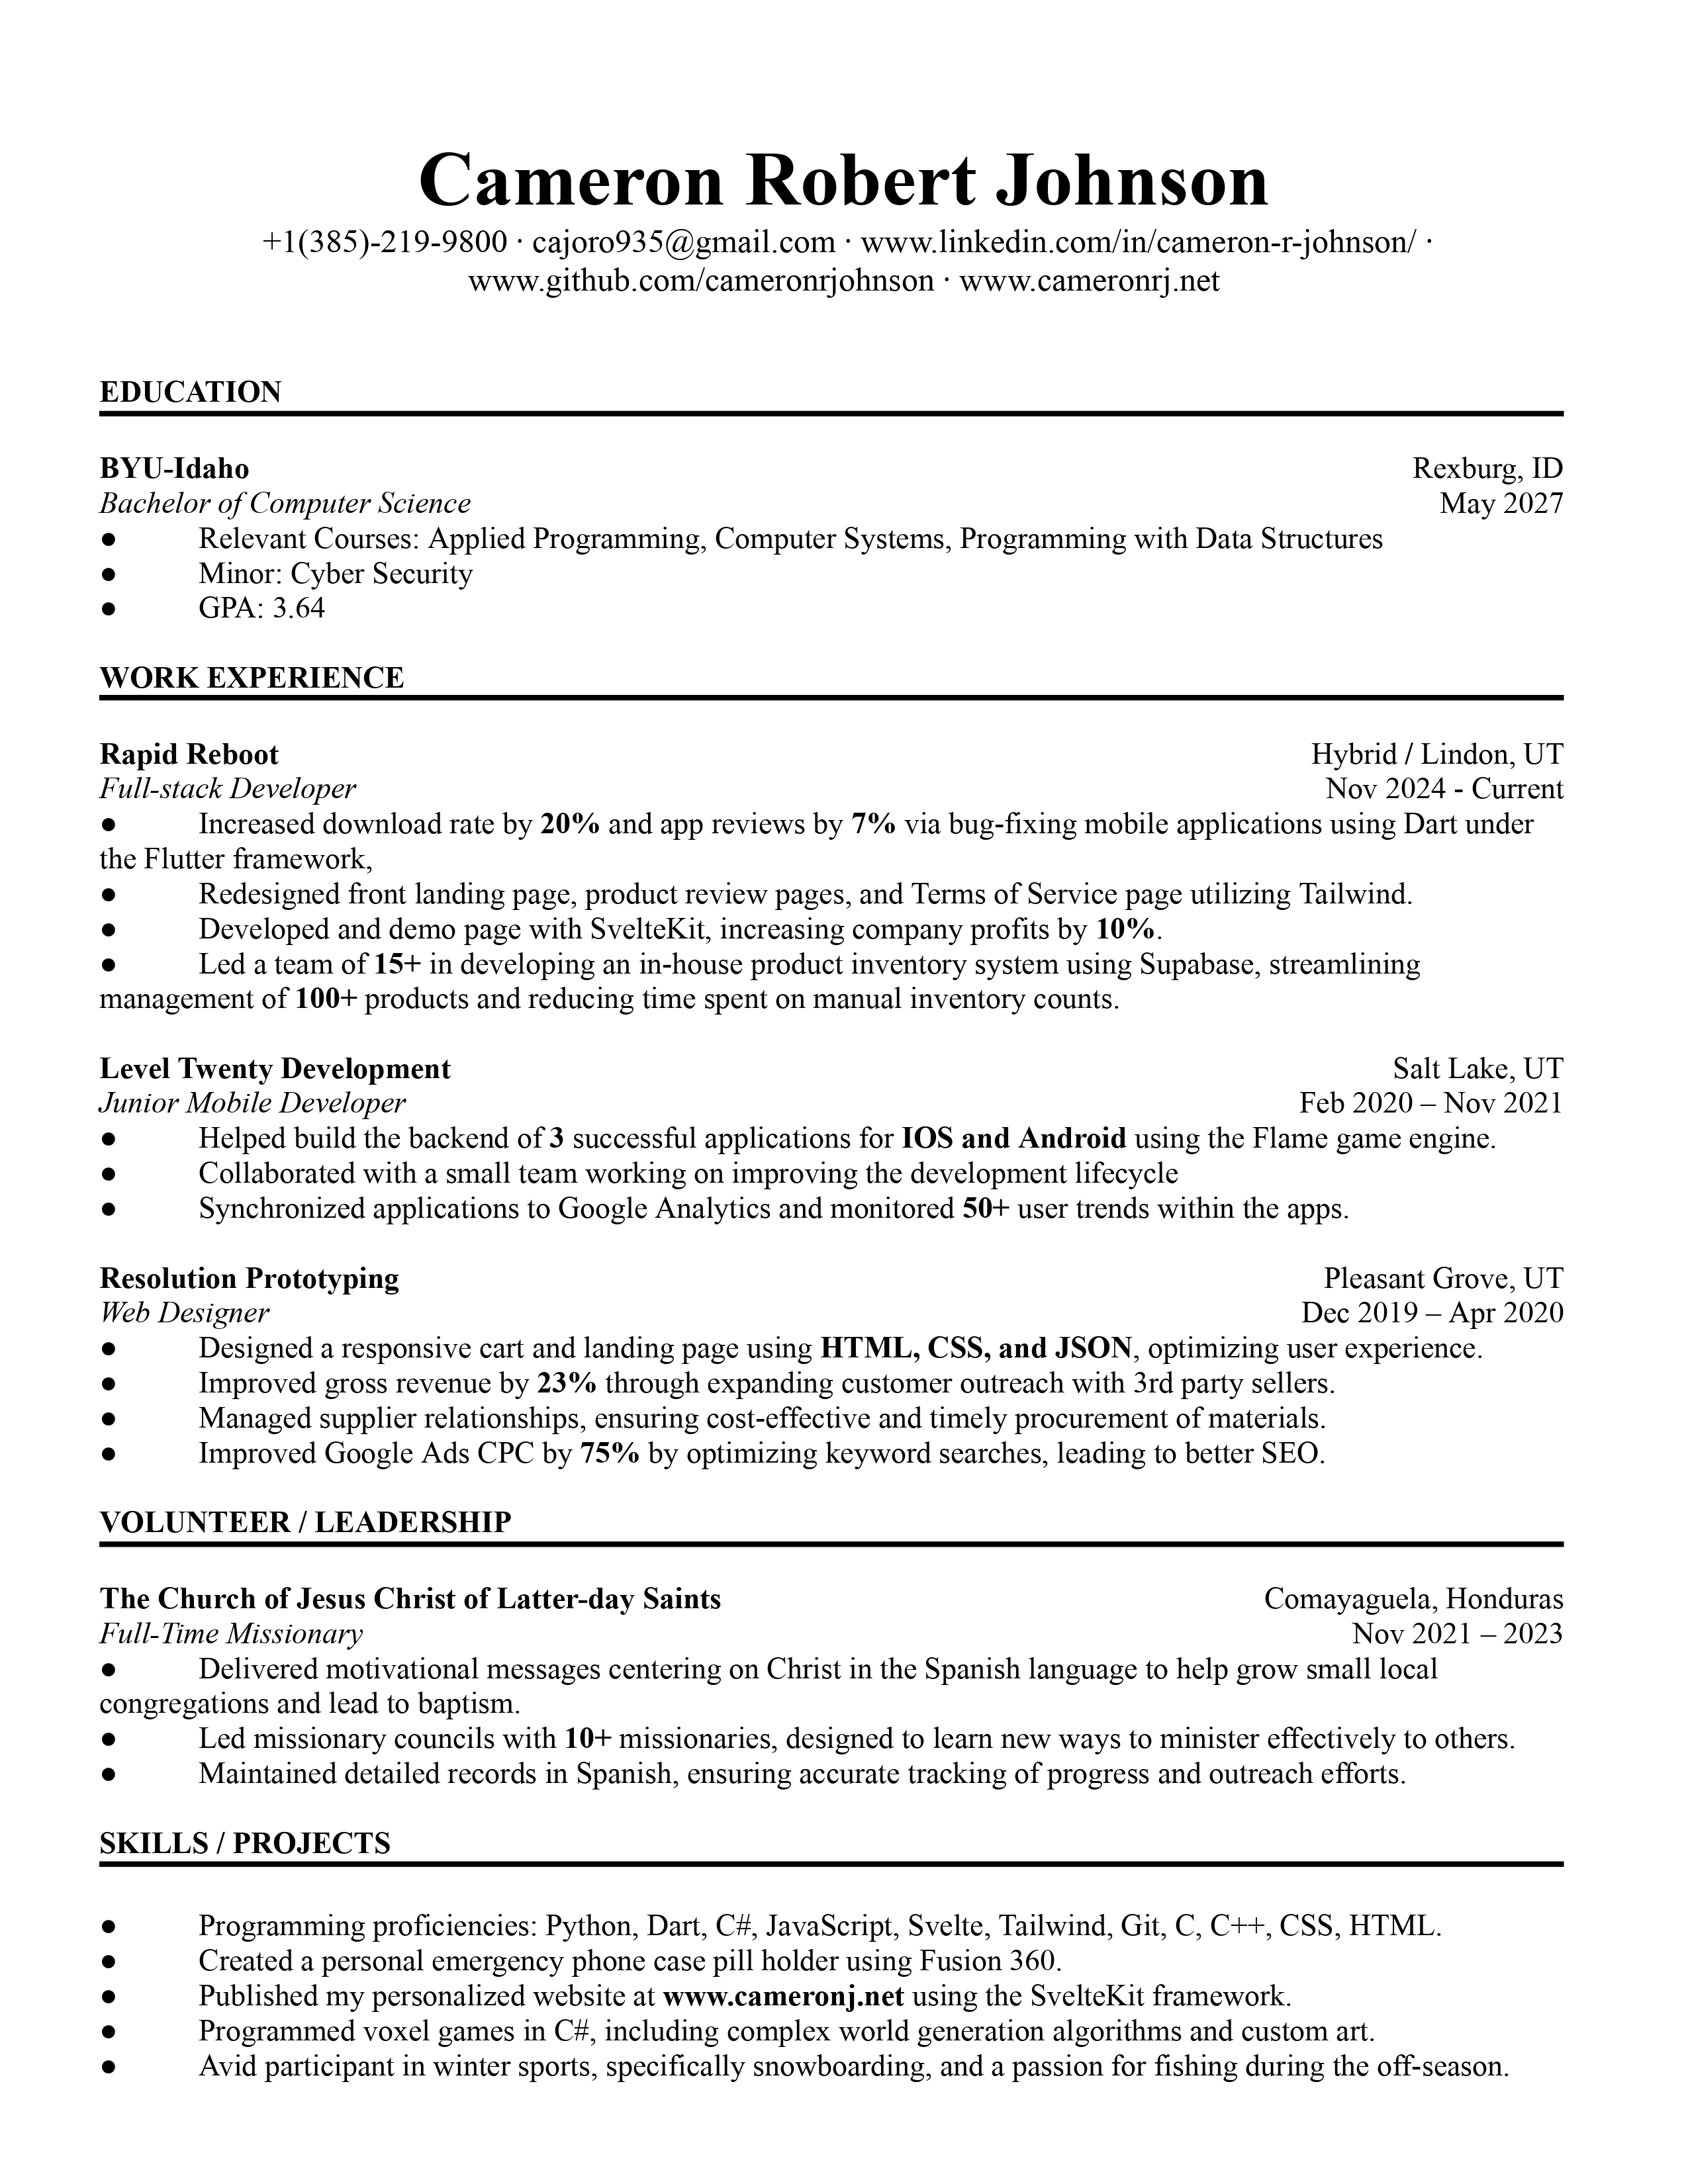 Cameron Robert Johnson
+1(385)-219-9800 · cajoro935@gmail.com · www.linkedin.com/in/cameron-r-johnson/ ·
www.github.com/cameronrjohnson · www.cameronrj.net
EDUCATION
BYU-Idaho Rexburg, ID
Bachelor of Computer Science May 2027
● Relevant Courses: Applied Programming, Computer Systems, Programming with Data Structures
● Minor: Cyber Security
● GPA: 3.64
WORK EXPERIENCE
Rapid Reboot Hybrid / Lindon, UT
Full-stack Developer Nov 2024 - Current
● Increased download rate by 20% and app reviews by 7% via bug-fixing mobile applications using Dart under
the Flutter framework,
● Redesigned front landing page, product review pages, and Terms of Service page utilizing Tailwind.
● Developed and demo page with SvelteKit, increasing company profits by 10%.
● Led a team of 15+ in developing an in-house product inventory system using Supabase, streamlining
management of 100+ products and reducing time spent on manual inventory counts.
Level Twenty Development Salt Lake, UT
Junior Mobile Developer Feb 2020 – Nov 2021
● Helped build the backend of 3 successful applications for IOS and Android using the Flame game engine.
● Collaborated with a small team working on improving the development lifecycle
● Synchronized applications to Google Analytics and monitored 50+ user trends within the apps.
Resolution Prototyping Pleasant Grove, UT
Web Designer Dec 2019 – Apr 2020
● Designed a responsive cart and landing page using HTML, CSS, and JSON, optimizing user experience.
● Improved gross revenue by 23% through expanding customer outreach with 3rd party sellers.
● Managed supplier relationships, ensuring cost-effective and timely procurement of materials.
● Improved Google Ads CPC by 75% by optimizing keyword searches, leading to better SEO.
VOLUNTEER / LEADERSHIP
The Church of Jesus Christ of Latter-day Saints Comayaguela, Honduras
Full-Time Missionary Nov 2021 – 2023
● Delivered motivational messages centering on Christ in the Spanish language to help grow small local
congregations and lead to baptism.
● Led missionary councils with 10+ missionaries, designed to learn new ways to minister effectively to others.
● Maintained detailed records in Spanish, ensuring accurate tracking of progress and outreach efforts.
SKILLS / PROJECTS
● Programming proficiencies: Python, Dart, C#, JavaScript, Svelte, Tailwind, Git, C, C++, CSS, HTML.
● Created a personal emergency phone case pill holder using Fusion 360.
● Published my personalized website at www.cameronj.net using the SvelteKit framework.
● Programmed voxel games in C#, including complex world generation algorithms and custom art.
● Avid participant in winter sports, specifically snowboarding, and a passion for fishing during the off-season.